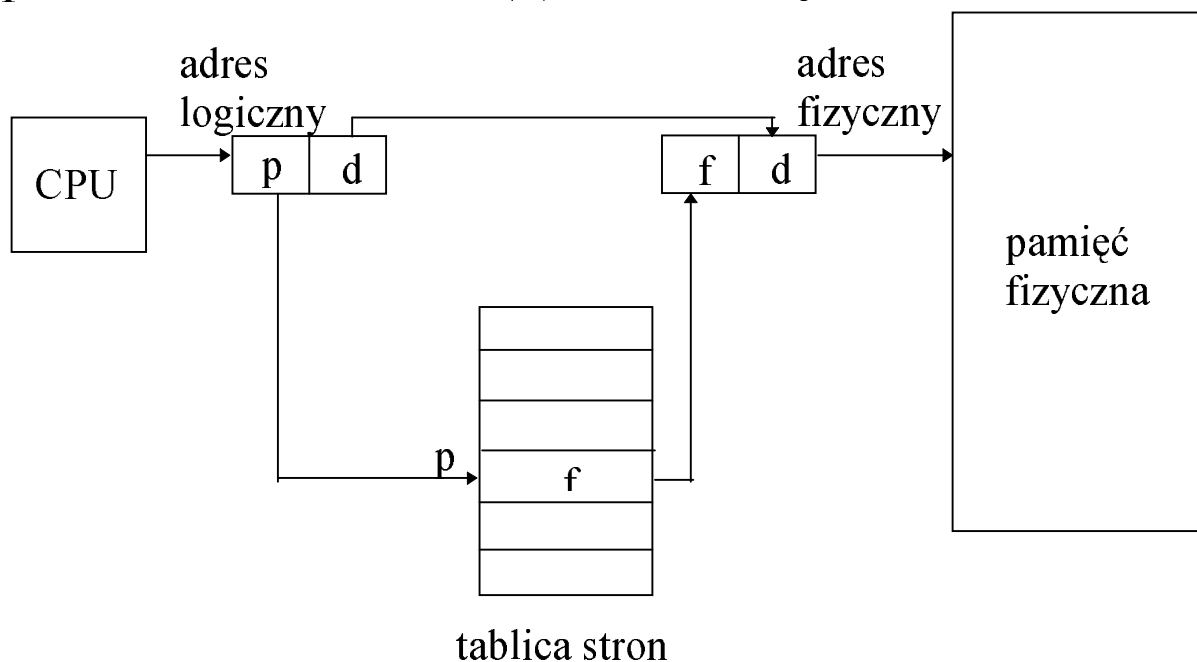 adres
logiczny
adres
fizyczny
CPU
p d
f d
pamięć
fizyczna
p
f
tablica stron